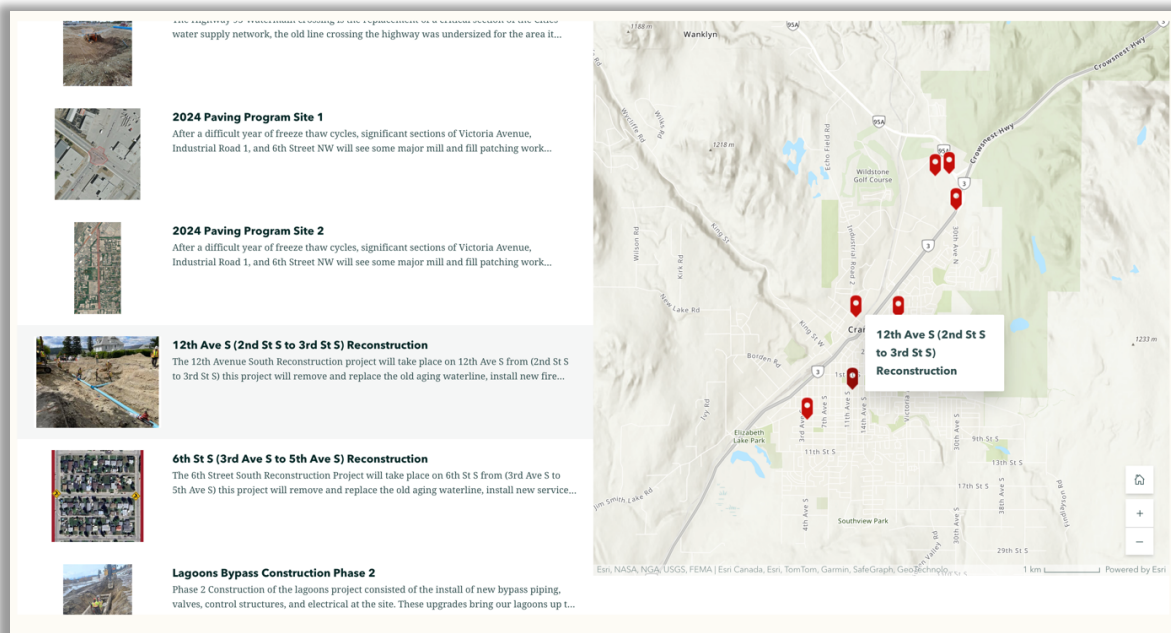 The Highway 95 Watermain Crossing is the replacement of a critical section of the Cities
water supply network, the old line crossing the highway was undersized for the area it...
2024 Paving Program Site 1
After a difficult year of freeze thaw cycles, significant sections of Victoria Avenue,
Industrial Road 1, and 6th Street NW will see some major mill and fill patching work...
2024 Paving Program Site 2
After a difficult year of freeze thaw cycles, significant sections of Victoria Avenue,
Industrial Road 1, and 6th Street NW will see some major mill and fill patching work...
12th Ave S (2nd St S to 3rd St S) Reconstruction
The 12th Avenue South Reconstruction project will take place on 12th Ave S from (2nd St S
to 3rd St S) this project will remove and replace the old aging waterline, install new fire...
6th St S (3rd Ave S to 5th Ave S) Reconstruction
The 6th Street South Reconstruction Project will take place on 6th St S from (3rd Ave S to
5th Ave S) this project will remove and replace the old aging waterline, install new service...
Lagoons Bypass Construction Phase 2
Phase 2 Construction of the lagoons project consisted of the install of new bypass piping,
valves, control structures, and electrical at the site. These upgrades bring our lagoons up t...
1188 m
Wanklyn
95A
3
Crowsnest Hwy
Wycliffe Rd
Wilks Rd
1218 m
Echo Field Rd
95A
95A
Crowsnest Hwy
Wildstone
Golf Course
3
King St
Wilson Rd
Kirk Rd
Industrial Road 2
30th Ave N
3
New Lake Rd
King St W
Cran
12th Ave S (2nd St S
to 3rd St S)
Reconstruction
1233 m
Borden Rd
3
1st
Ivy Rd
3rd Ave S
7th Ave S
11th Ave S
14th Ave S
Victoria
30th Ave S
Elizabeth
Lake Park
9th St S
11th St S
13th St S
17th St S
38th Ave S
Jim Smith Lake Rd
4th Ave S
Southview Park
30th Ave S
29th St S
n Valley Rd
+
−
Esri, NASA, NGA, USGS, FEMA | Esri Canada, Esri, TomTom, Garmin, SafeGraph, GeoTechnolo
1 km
Powered by Esri